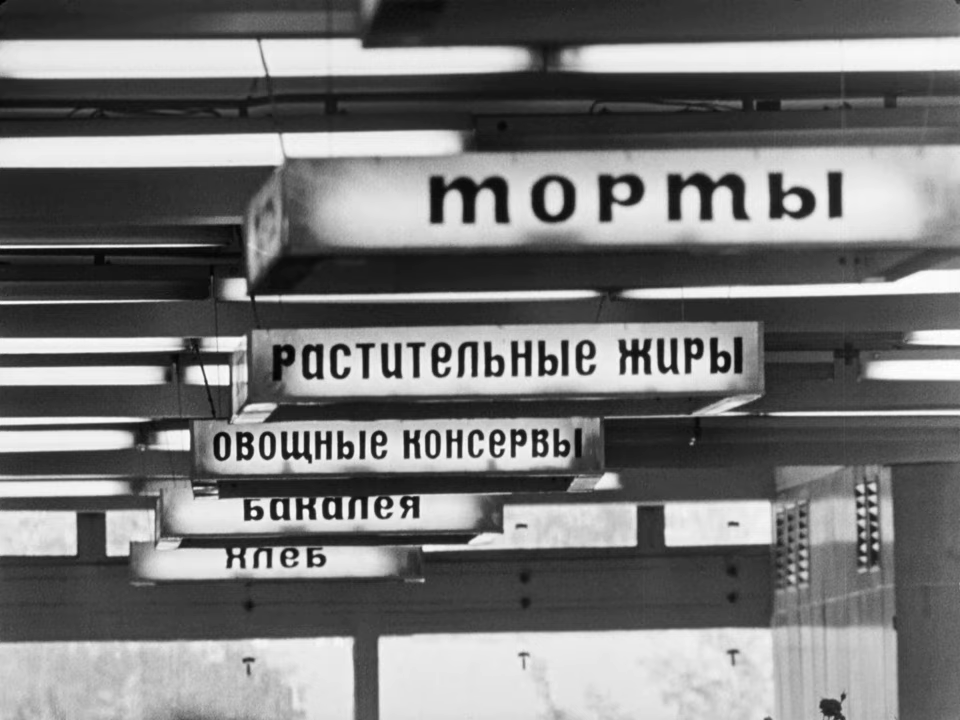 торты
растительные жиры
овощные консервы
бакалея
хлеб